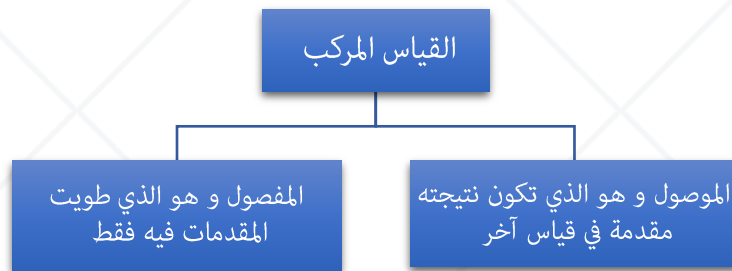 القياس المركب
الموصول و هو الذي تكون نتيجته
مقدمة في قياس آخر
المفصول و هو الذي طويت
المقدمات فيه فقط